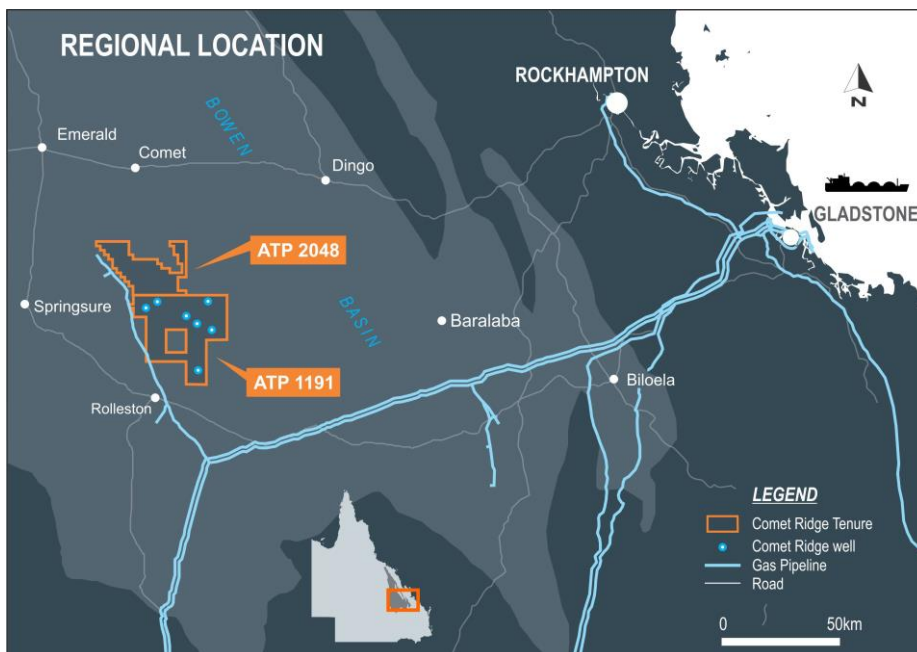 REGIONAL LOCATION
ROCKHAMPTON
N
BOWEN
Emerald
Comet
Dingo
GLADSTONE
ATP 2048
Springsure
BASIN
Baralaba
ATP 1191
Biloela
Rolleston
LEGEND
Comet Ridge Tenure
Comet Ridge well
Gas Pipeline
Road
0 50km